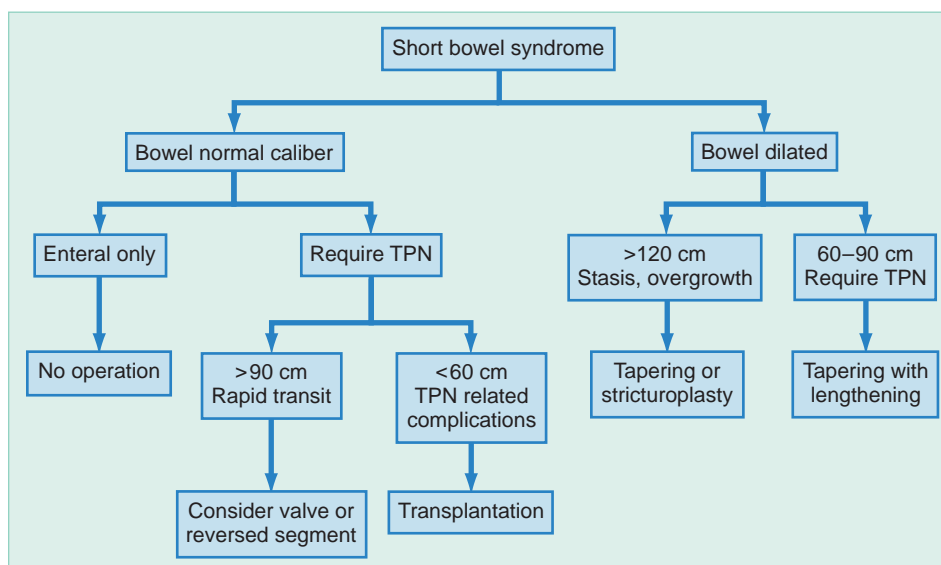 Short bowel syndrome
Bowel normal caliber
Bowel dilated
Enteral only
Require TPN
>120 cm
Stasis, overgrowth
60–90 cm
Require TPN
No operation
>90 cm
Rapid transit
<60 cm
TPN related
complications
Tapering or
stricturoplasty
Tapering with
lengthening
Consider valve or
reversed segment
Transplantation